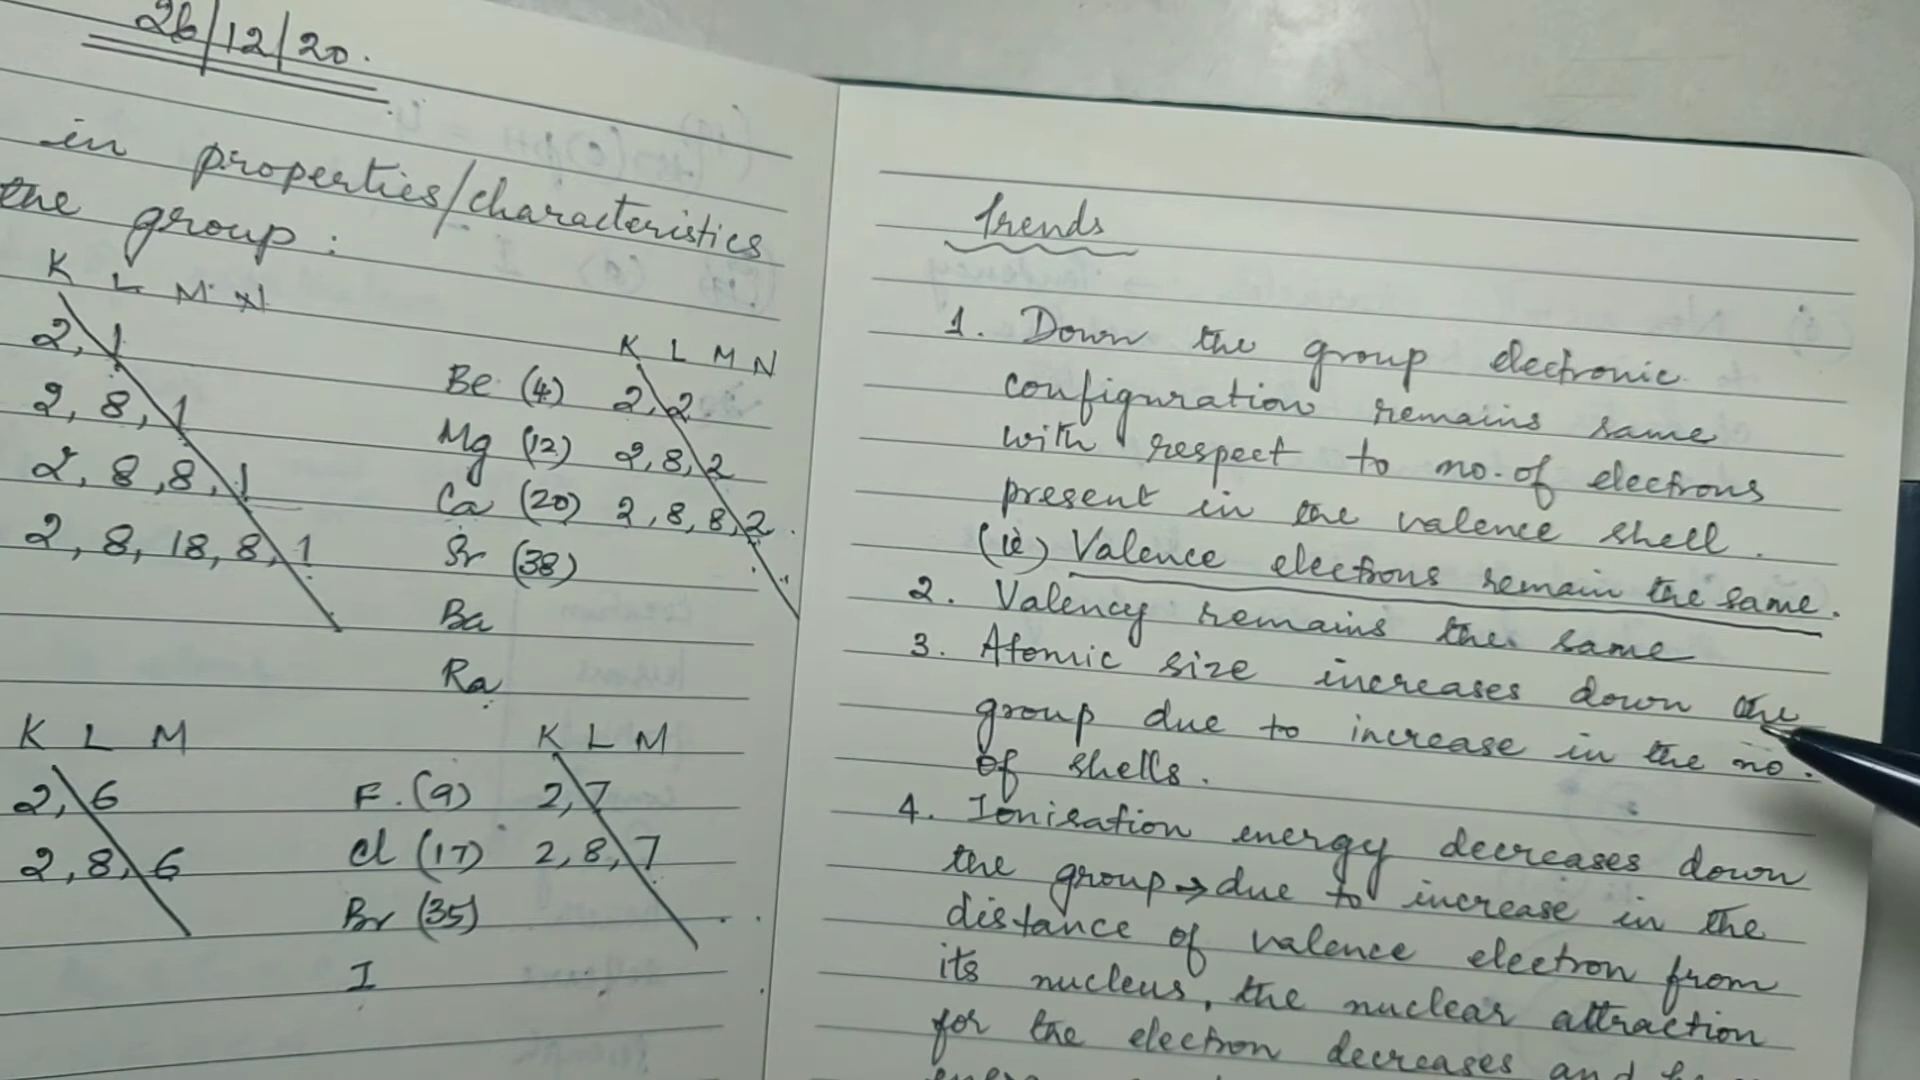 26/12/20.
in properties/characteristics
the group:
K L M N
2, 1
2, 8, 1
2, 8, 8, 1
2, 8, 18, 8, 1
K L M N
Be (4) 2, 2
Mg (12) 2, 8, 2
Ca (20) 2, 8, 8, 2
Sr (38)
Ba
Ra
K L M
2, 6
2, 8, 6
K L M
F. (9) 2, 7
Cl (17) 2, 8, 7
Br (35)
I
Trends
1. Down the group electronic
configuration remains same
with respect to no. of electrons
present in the valence shell.
(ie) Valence electrons remain the same.
2. Valency remains the same
3. Atomic size increases down the
group due to increase in the no.
of shells.
4. Ionisation energy decreases down
the group → due to increase in the
distance of valence electron from
its nucleus, the nuclear attraction
for the electron decreases and